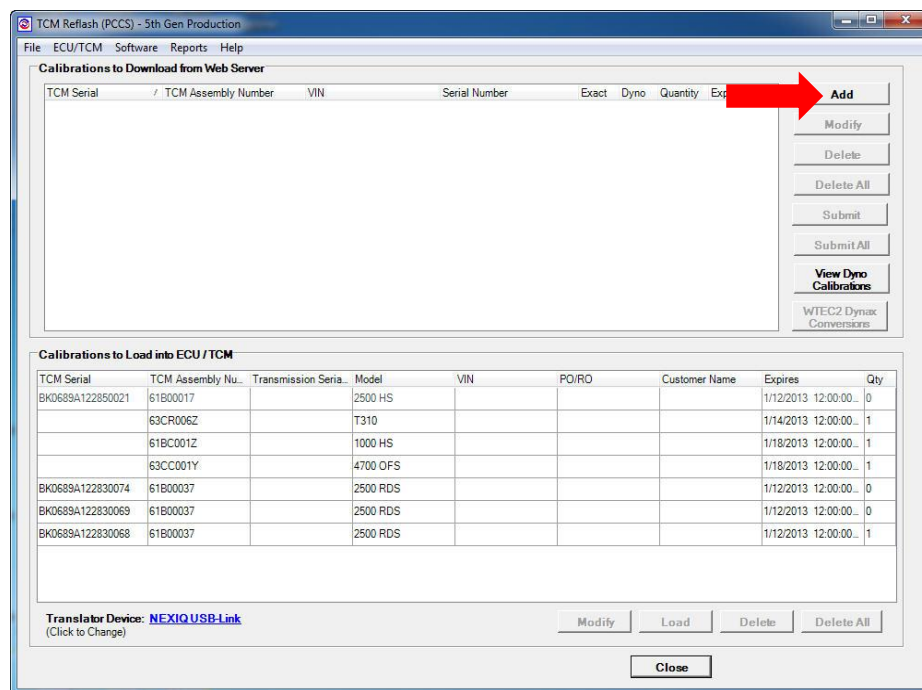 TCM Reflash (PCCS) - 5th Gen Production
File ECU/TCM Software Reports Help
Calibrations to Download from Web Server
TCM Serial / TCM Assembly Number VIN Serial Number Exact Dyno Quantity
Add
Modify
Delete
Delete All
Submit
Submit All
View Dyno
Calibrations
WTEC2 Dynax
Conversions
Calibrations to Load into ECU / TCM
TCM Serial TCM Assembly Nu... Transmission Seria... Model VIN PO/RO Customer Name Expires Qty
BK0689A122850021 61B00017 2500 HS 1/12/2013 12:00:00... 0
63CR006Z T310 1/14/2013 12:00:00... 1
61BC001Z 1000 HS 1/18/2013 12:00:00... 1
63CC001Y 4700 OFS 1/18/2013 12:00:00... 1
BK0689A122830074 61B00037 2500 RDS 1/12/2013 12:00:00... 0
BK0689A122830069 61B00037 2500 RDS 1/12/2013 12:00:00... 0
BK0689A122830068 61B00037 2500 RDS 1/12/2013 12:00:00... 1
Translator Device: NEXIQ USB-Link
(Click to Change)
Modify Load Delete Delete All
Close